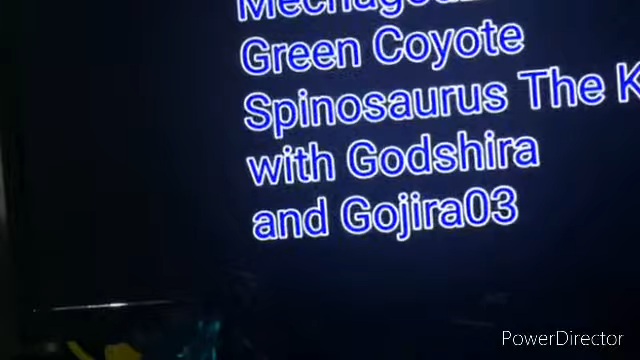 Green Coyote
Spinosaurus The K
with Godshira
and Gojira03
PowerDirector